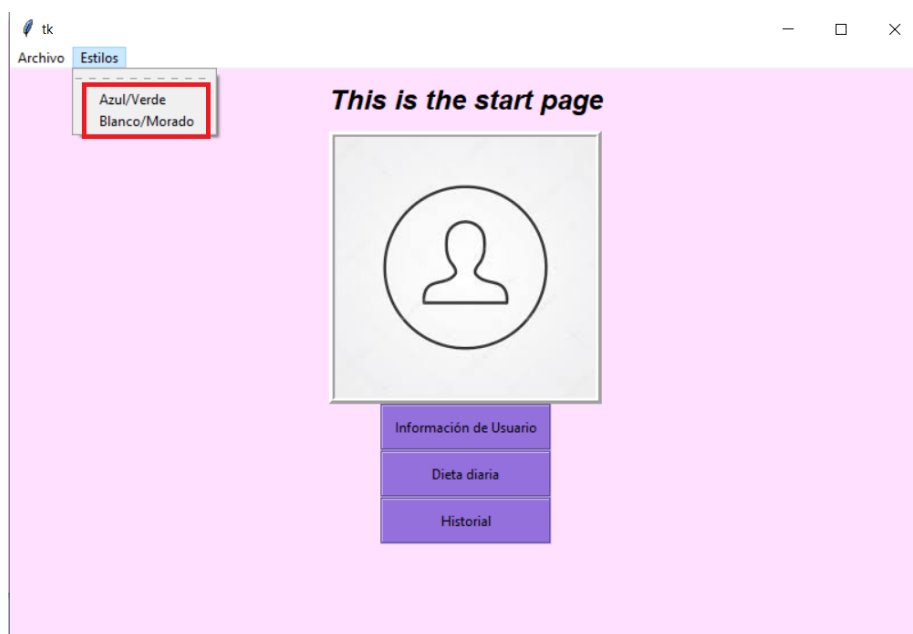 tk
Archivo Estilos
Azul/Verde
Blanco/Morado
This is the start page
Información de Usuario
Dieta diaria
Historial